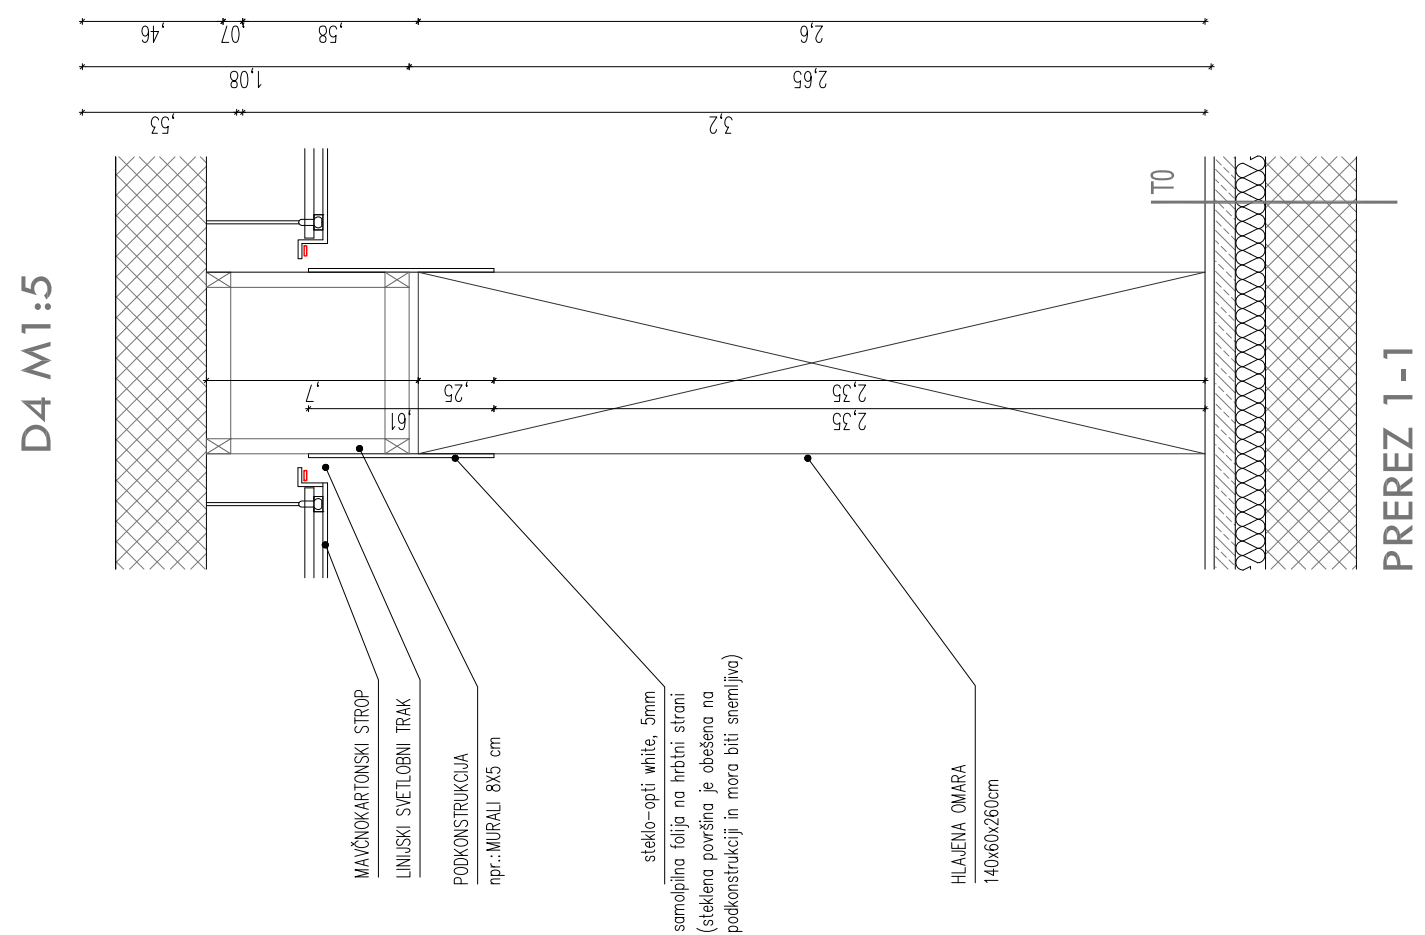 D4 M1:5
,46
,07
,58
2,6
1,08
2,65
,53
3,2
T0
,7
,25
2,35
,61
2,35
MAVČNOKARTONSKI STROP
LINIJSKI SVETLOBNI TRAK
PODKONSTRUKCIJA
npr.:MURALI 8X5 cm
steklo-opti white, 5mm
samolpilna folija na hrbtni strani
(steklena površina je obešena na
podkonstrukciji in mora biti snemljiva)
HLAJENA OMARA
140x60x260cm
PREREZ 1-1